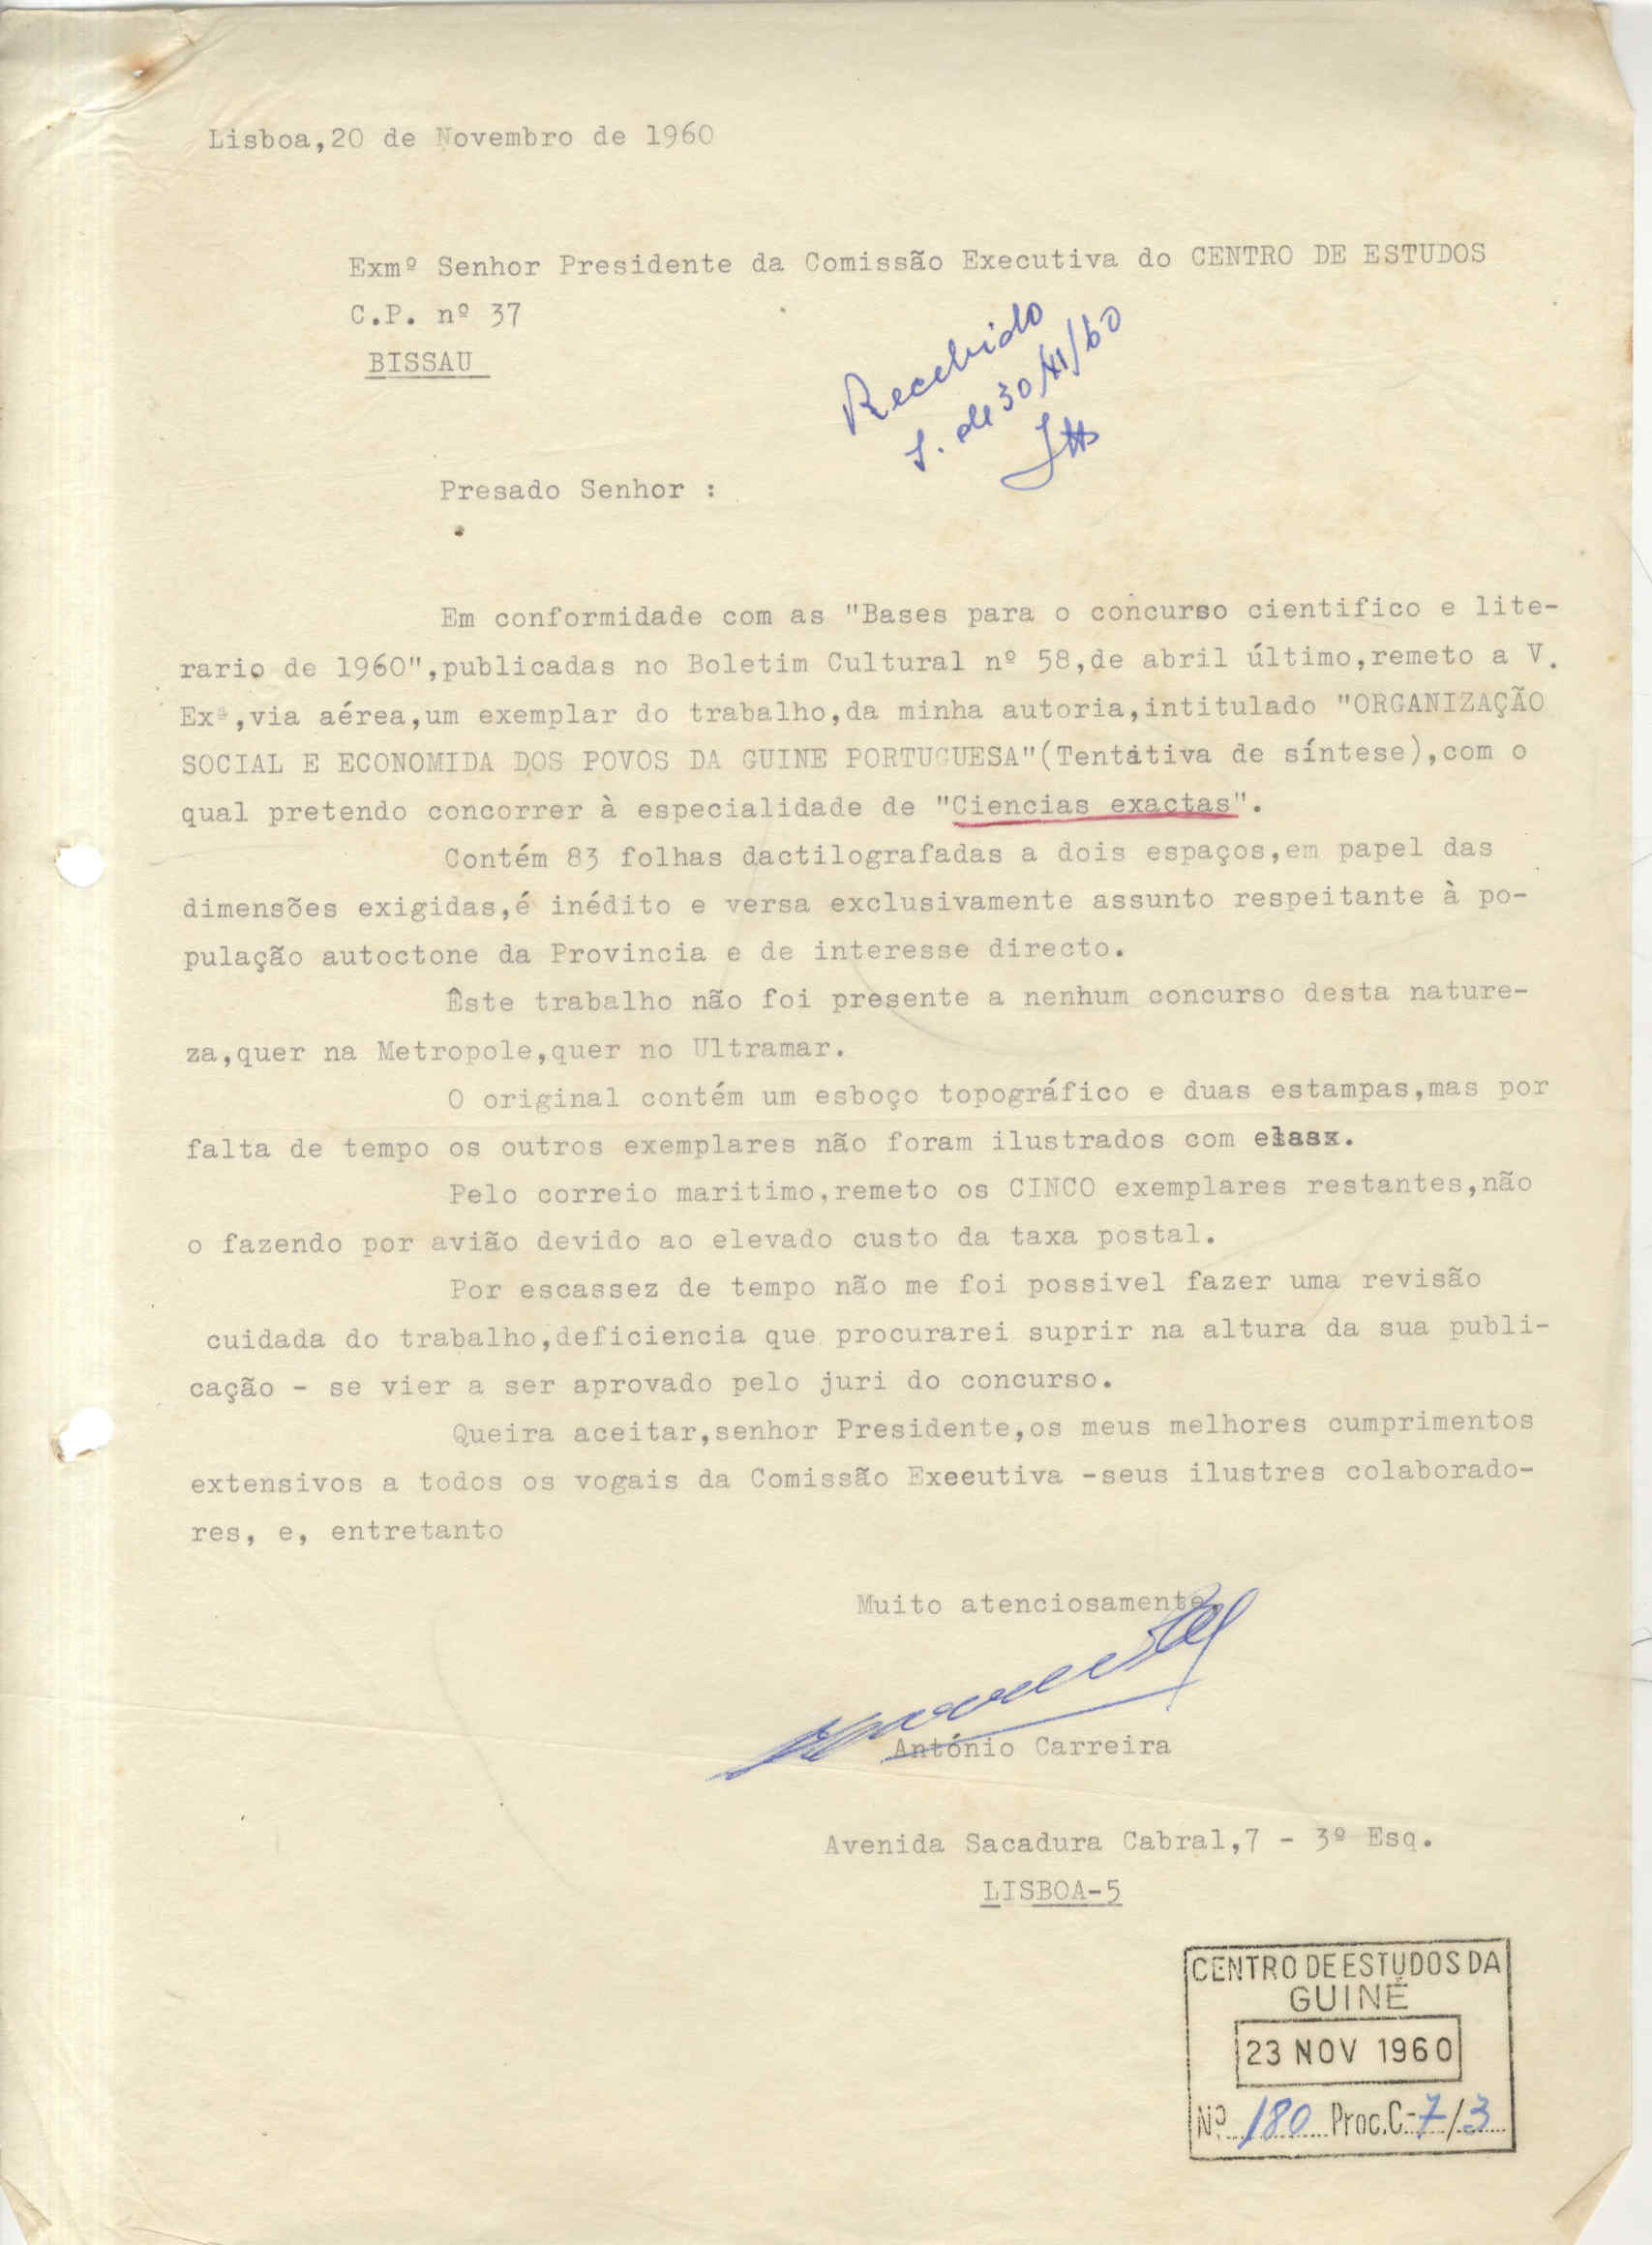 Lisboa,20 de Novembro de 1960
Exmº Senhor Presidente da Comissão Executiva do CENTRO DE ESTUDOS
C.P. nº 37
BISSAU
Recebido
S. de 30/XI/60
Presado Senhor :
Em conformidade com as "Bases para o concurso cientifico e lite-
rario de 1960",publicadas no Boletim Cultural nº 58,de abril último,remeto a V.
Exª,via aérea,um exemplar do trabalho,da minha autoria,intitulado "ORGANIZAÇÃO
SOCIAL E ECONOMIDA DOS POVOS DA GUINE PORTUGUESA"(Tentativa de síntese),com o
qual pretendo concorrer à especialidade de "Ciencias exactas".
Contém 83 folhas dactilografadas a dois espaços,em papel das
dimensões exigidas,é inédito e versa exclusivamente assunto respeitante à po-
pulação autoctone da Provincia e de interesse directo.
Êste trabalho não foi presente a nenhum concurso desta nature-
za,quer na Metropole,quer no Ultramar.
O original contém um esboço topográfico e duas estampas,mas por
falta de tempo os outros exemplares não foram ilustrados com
Pelo correio maritimo,remeto os CINCO exemplares restantes,não
o fazendo por avião devido ao elevado custo da taxa postal.
Por escassez de tempo não me foi possivel fazer uma revisão
cuidada do trabalho,deficiencia que procurarei suprir na altura da sua publi-
cação - se vier a ser aprovado pelo juri do concurso.
Queira aceitar,senhor Presidente,os meus melhores cumprimentos
extensivos a todos os vogais da Comissão Executiva -seus ilustres colaborado-
res, e, entretanto
Muito atenciosamente
António Carreira
Avenida Sacadura Cabral,7 - 3º Esq.
LISBOA-5
CENTRO DE ESTUDOS DA
GUINÉ
23 NOV 1960
Nº 180 Proc.C-7/3